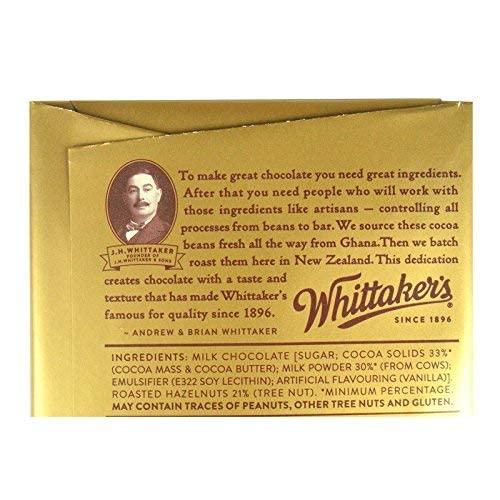 To make great chocolate you need great ingredients.
After that you need people who will work with
those ingredients like artisans – controlling all
processes from beans to bar. We source these cocoa
beans fresh all the way from Ghana.Then we batch
roast them here in New Zealand. This dedication
creates chocolate with a taste and
texture that has made Whittaker's
famous for quality since 1896.
~ ANDREW & BRIAN WHITTAKER
J.H.WHITTAKER
FOUNDER OF
J.H.WHITTAKER & SONS
Whittaker's®
SINCE 1896
INGREDIENTS: MILK CHOCOLATE [SUGAR; COCOA SOLIDS 33%*
(COCOA MASS & COCOA BUTTER); MILK POWDER 30%* (FROM COWS);
EMULSIFIER (E322 SOY LECITHIN); ARTIFICIAL FLAVOURING (VANILLA)].
ROASTED HAZELNUTS 21% (TREE NUT). *MINIMUM PERCENTAGE.
MAY CONTAIN TRACES OF PEANUTS, OTHER TREE NUTS AND GLUTEN.